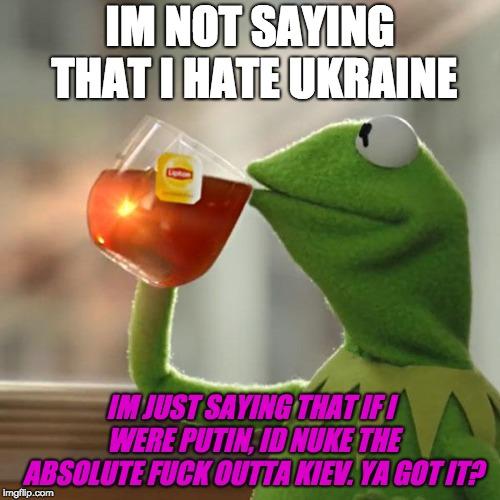 IM NOT SAYING
THAT I HATE UKRAINE
Lipton
IM JUST SAYING THAT IF I
WERE PUTIN, ID NUKE THE
ABSOLUTE FUCK OUTTA KIEV. YA GOT IT?
imgflip.com